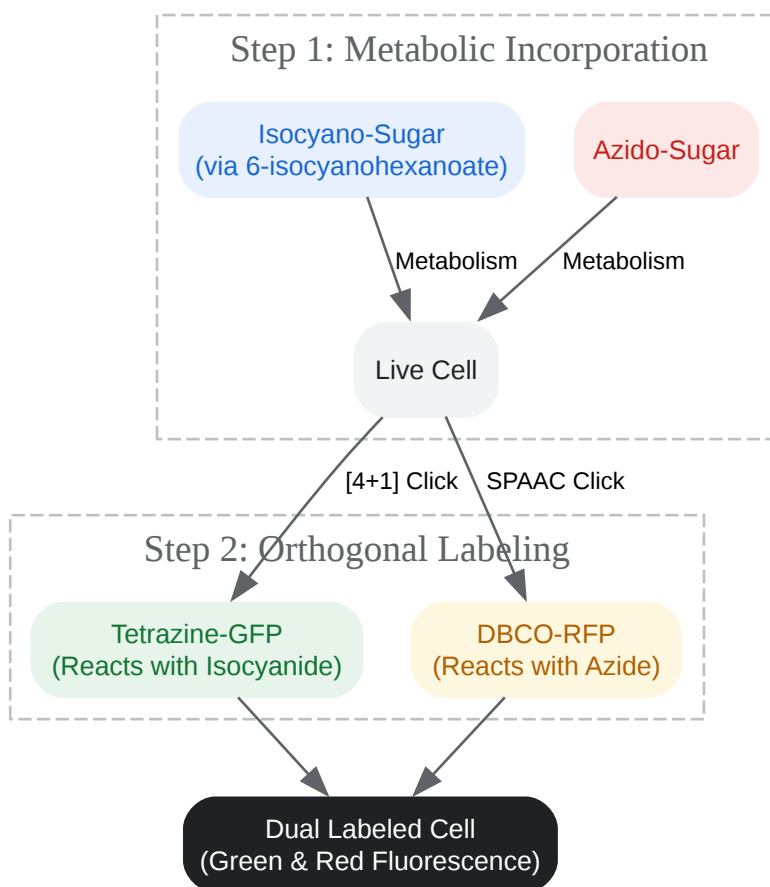 Step 1: Metabolic Incorporation
Isocyano-Sugar
(via 6-isocyanohexanoate)
Azido-Sugar
Metabolism
Metabolism
Live Cell
[4+1] Click
SPAAC Click
Step 2: Orthogonal Labeling
Tetrazine-GFP
(Reacts with Isocyanide)
DBCO-RFP
(Reacts with Azide)
Dual Labeled Cell
(Green & Red Fluorescence)